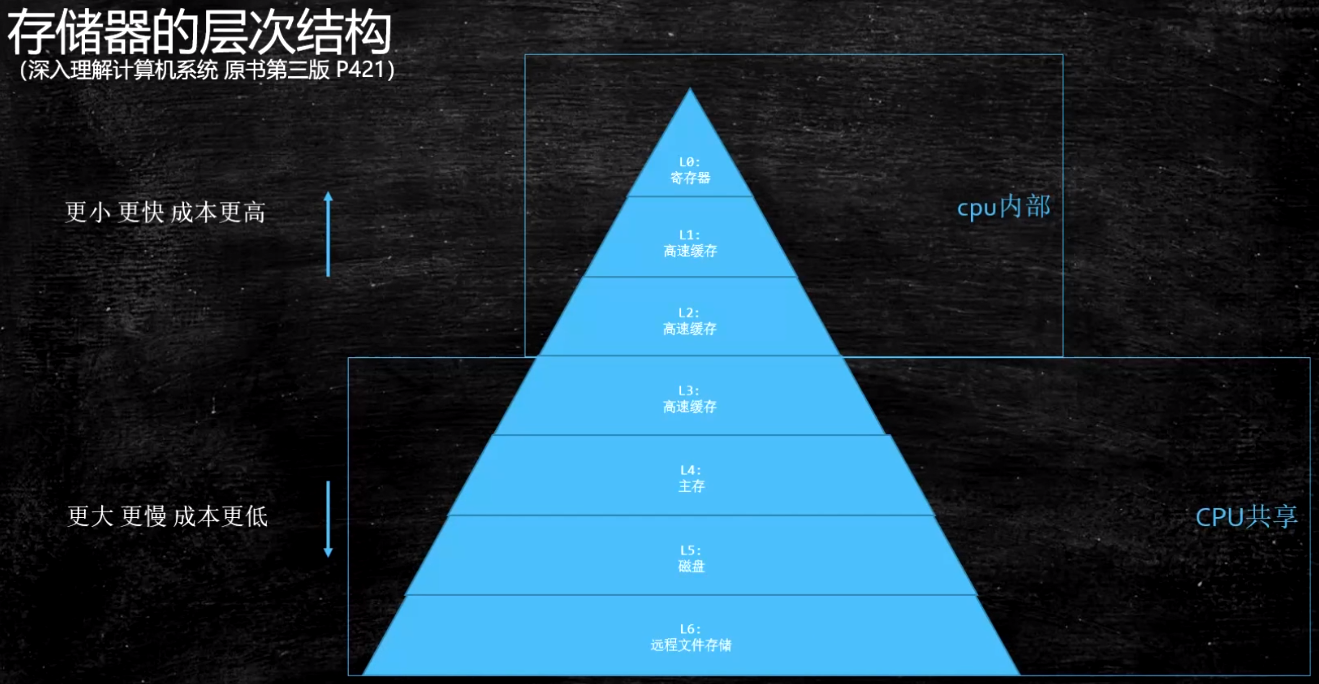 存储器的层次结构
（深入理解计算机系统 原书第三版 P421）
L0:
寄存器
更小 更快 成本更高
cpu内部
L1:
高速缓存
L2:
高速缓存
L3:
高速缓存
L4:
主存
更大 更慢 成本更低
CPU共享
L5:
磁盘
L6:
远程文件存储